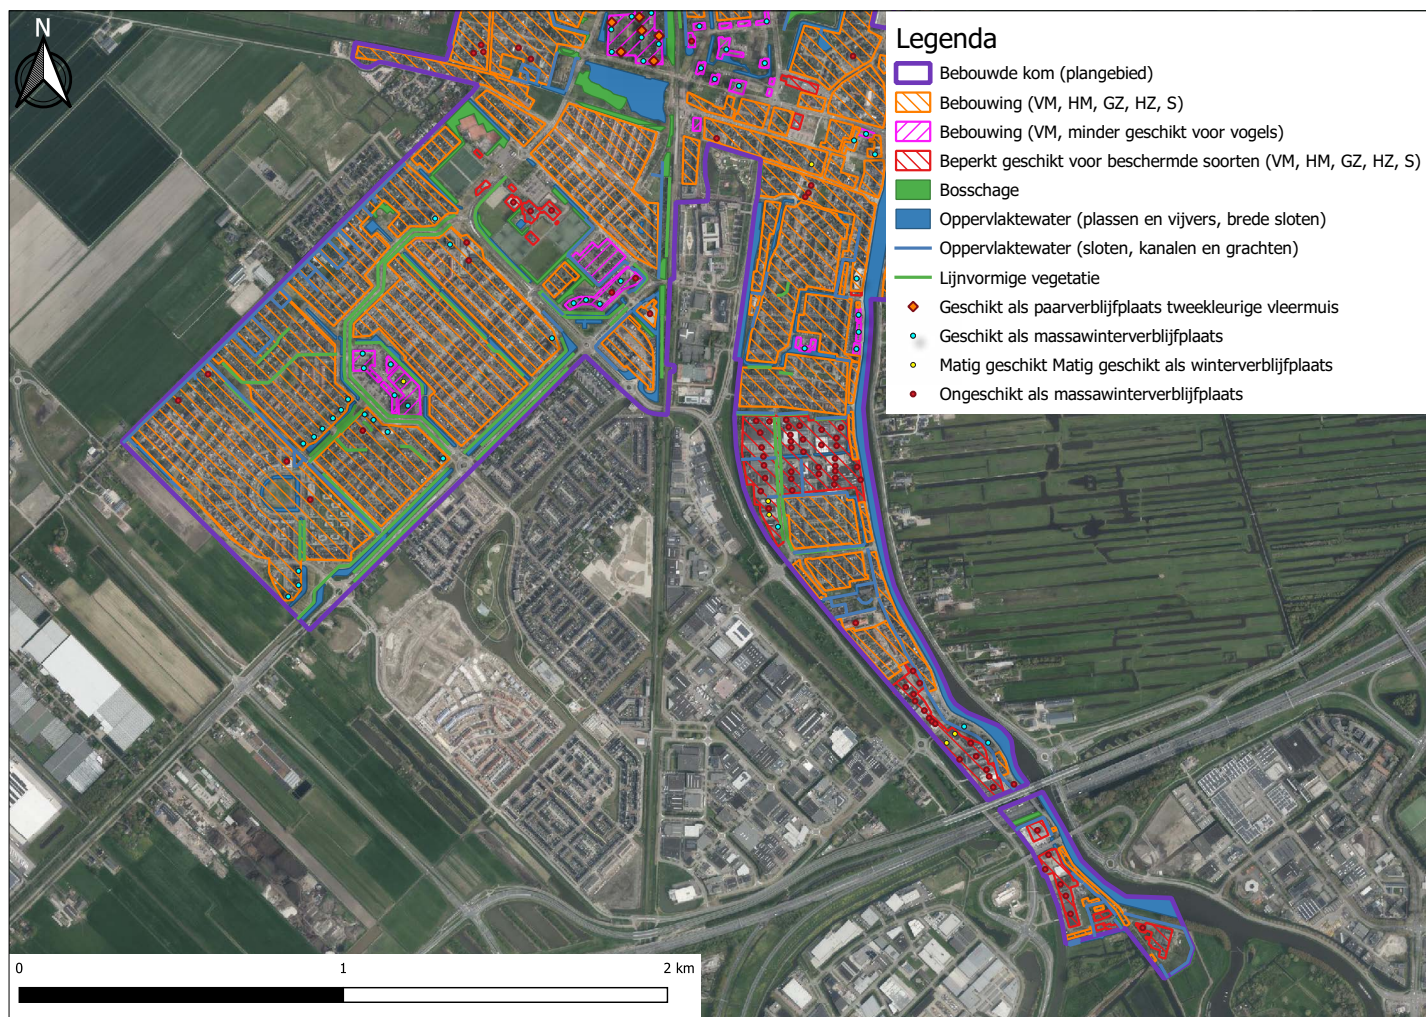 N
Legenda
Bebouwde kom (plangebied)
Bebouwing (VM, HM, GZ, HZ, S)
Bebouwing (VM, minder geschikt voor vogels)
Beperkt geschikt voor beschermde soorten (VM, HM, GZ, HZ, S)
Bosschage
Oppervlaktewater (plassen en vijvers, brede sloten)
Oppervlaktewater (sloten, kanalen en grachten)
Lijnvormige vegetatie
Geschikt als paarverblijfplaats tweekleurige vleermuis
Geschikt als massawinterverblijfplaats
Matig geschikt Matig geschikt als winterverblijfplaats
Ongeschikt als massawinterverblijfplaats
0 1 2 km